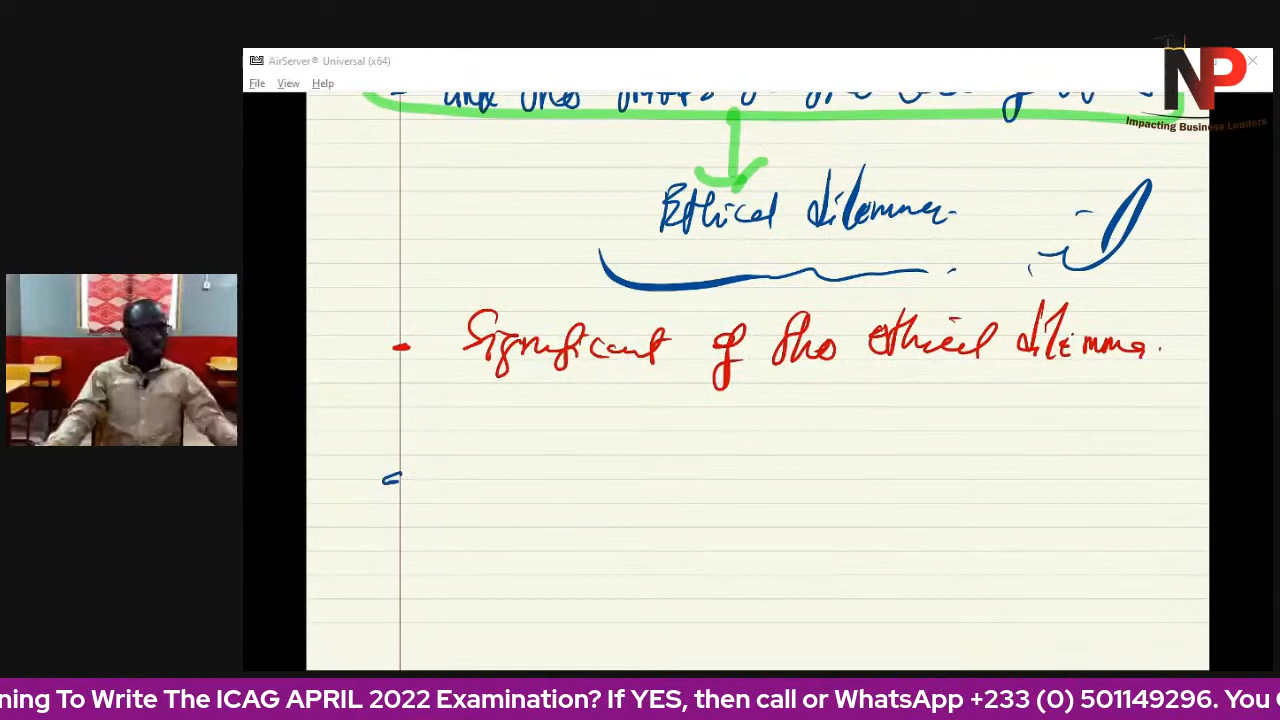 AirServer® Universal (x64)
File View Help
NP
Impacting Business Leaders
Ethical dilemma
- Significant of the ethical dilemma.
ning To Write The ICAG APRIL 2022 Examination? If YES, then call or WhatsApp +233 (0) 501149296. You